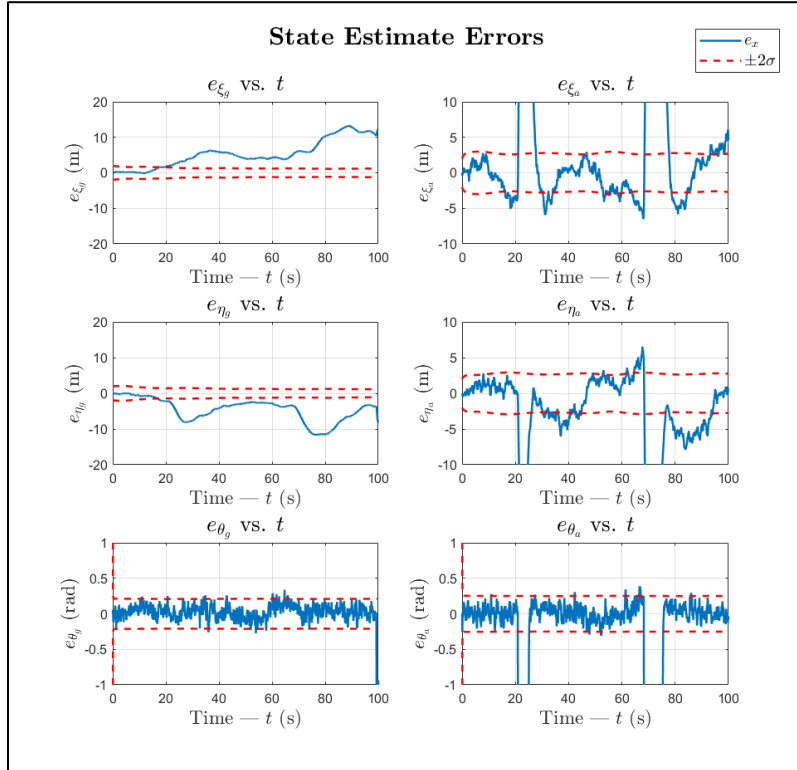 State Estimate Errors
e_x
±2σ
e_{ξ_g} vs. t
20
10
0
-10
-20
e_{ξ_g} (m)
0 20 40 60 80 100
Time — t (s)
e_{ξ_a} vs. t
10
5
0
-5
-10
e_{ξ_a} (m)
0 20 40 60 80 100
Time — t (s)
e_{η_g} vs. t
20
10
0
-10
-20
e_{η_g} (m)
0 20 40 60 80 100
Time — t (s)
e_{η_a} vs. t
10
5
0
-5
-10
e_{η_a} (m)
0 20 40 60 80 100
Time — t (s)
e_{θ_g} vs. t
1
0.5
0
-0.5
-1
e_{θ_g} (rad)
0 20 40 60 80 100
Time — t (s)
e_{θ_a} vs. t
1
0.5
0
-0.5
-1
e_{θ_a} (rad)
0 20 40 60 80 100
Time — t (s)